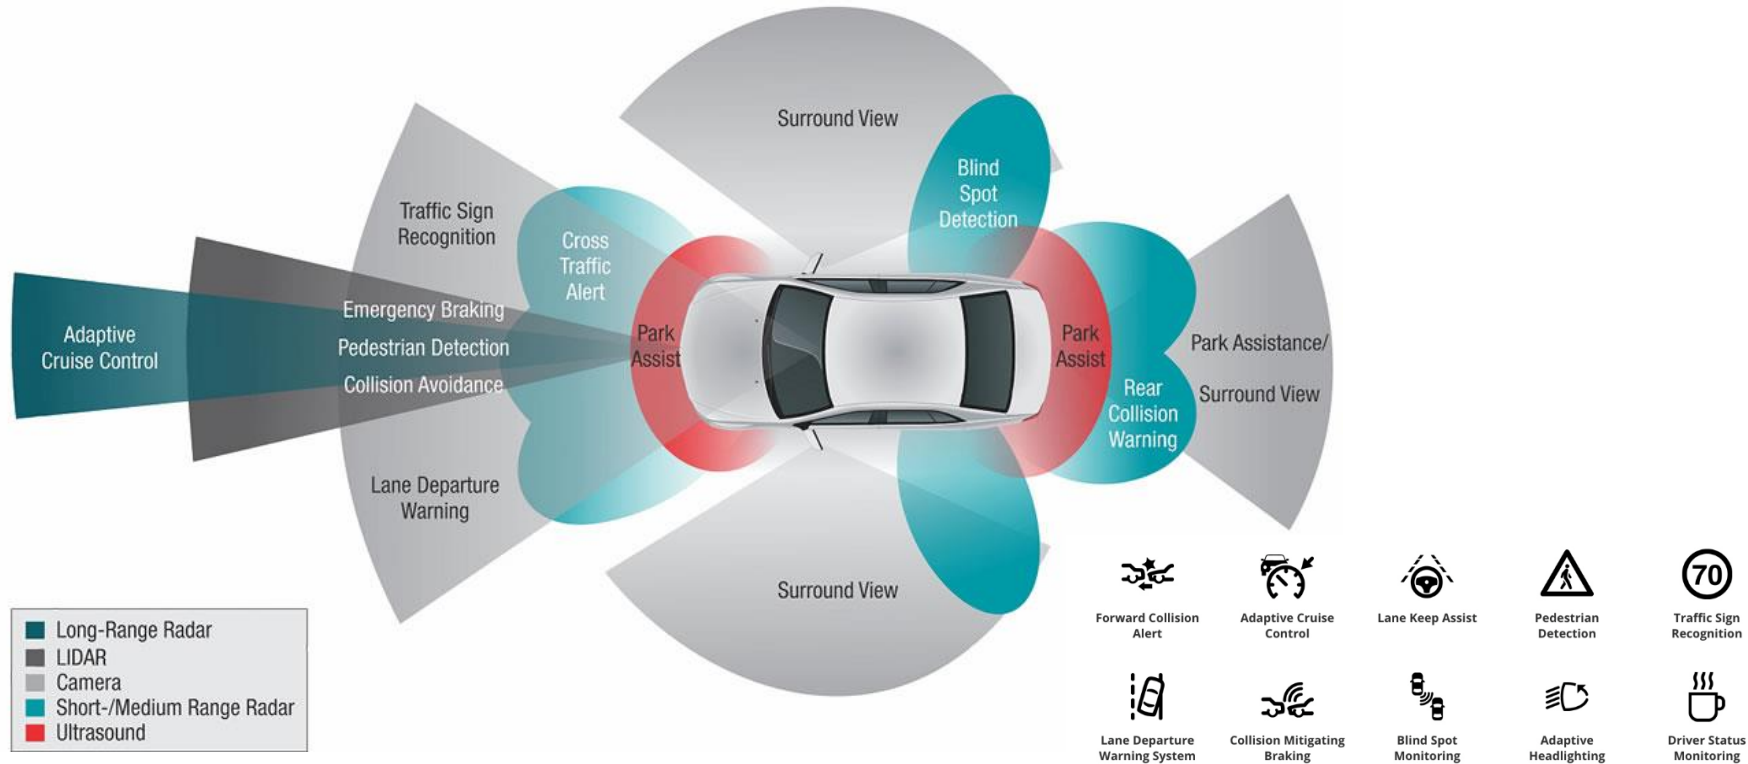 Surround View
Blind
Spot
Detection
Traffic Sign
Recognition
Cross
Traffic
Alert
Emergency Braking
Adaptive
Cruise Control
Pedestrian Detection
Collision Avoidance
Park
Assist
Park
Assist
Park Assistance/
Surround View
Rear
Collision
Warning
Lane Departure
Warning
Surround View
Long-Range Radar
LIDAR
Camera
Short-/Medium Range Radar
Ultrasound
Forward Collision
Alert
Adaptive Cruise
Control
Lane Keep Assist
Pedestrian
Detection
70
Traffic Sign
Recognition
Lane Departure
Warning System
Collision Mitigating
Braking
Blind Spot
Monitoring
Adaptive
Headlighting
Driver Status
Monitoring